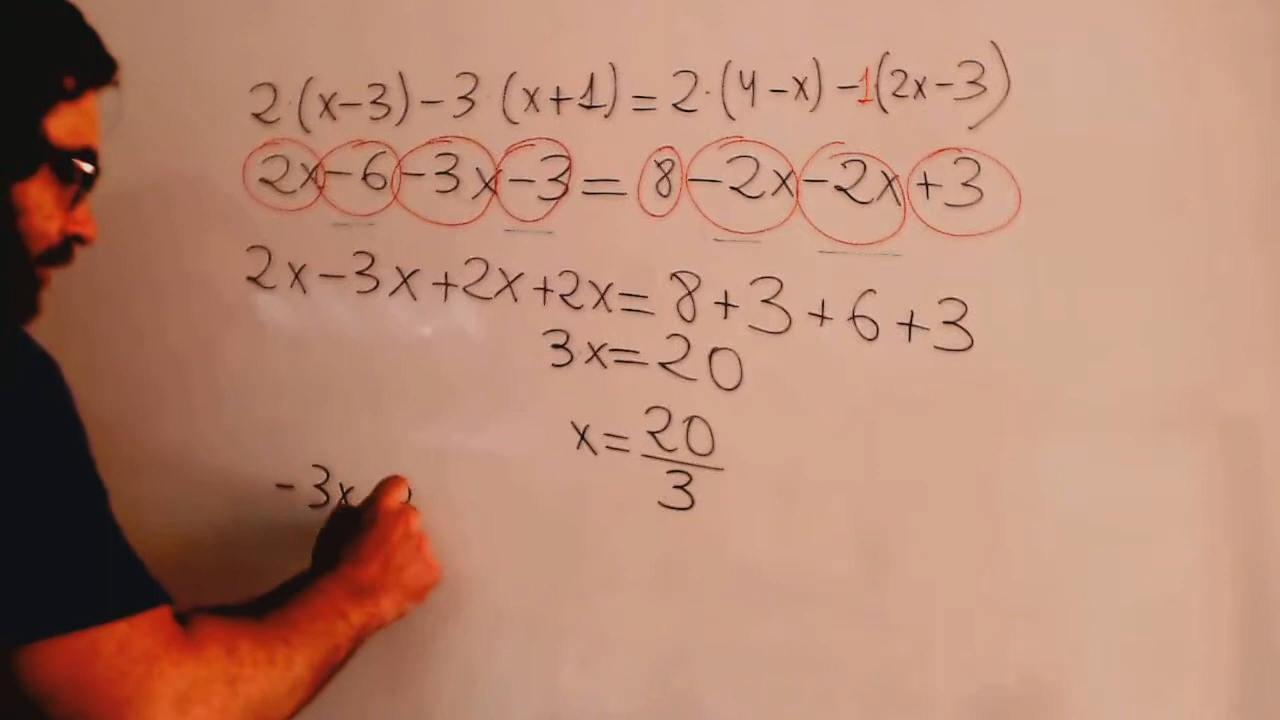 2·(x-3)-3·(x+1)=2·(4-x)-1(2x-3)
2x-6-3x-3=8-2x-2x+3
2x-3x+2x+2x=8+3+6+3
3x=20
x=20/3
-3x